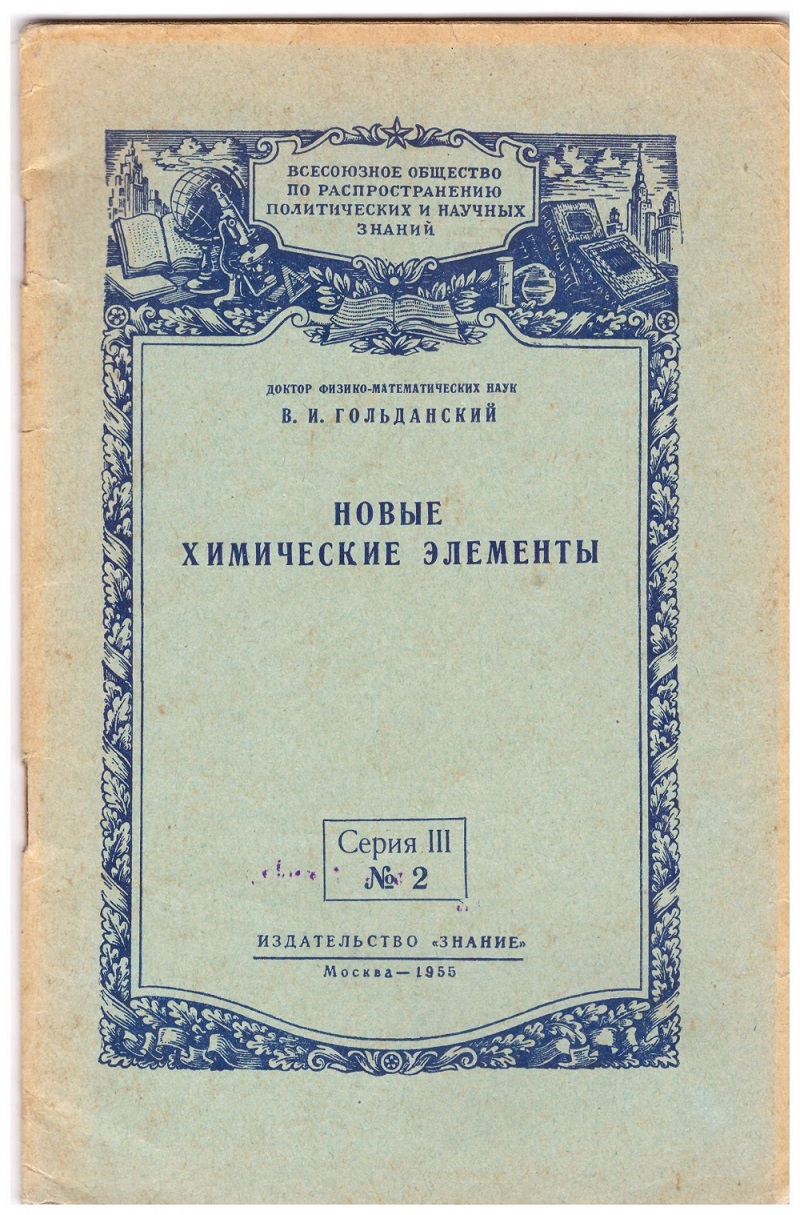 ВСЕСОЮЗНОЕ ОБЩЕСТВО
ПО РАСПРОСТРАНЕНИЮ
ПОЛИТИЧЕСКИХ И НАУЧНЫХ
ЗНАНИЙ
ДОКТОР ФИЗИКО-МАТЕМАТИЧЕСКИХ НАУК
В. И. ГОЛЬДАНСКИЙ
НОВЫЕ
ХИМИЧЕСКИЕ ЭЛЕМЕНТЫ
Серия III
№ 2
ИЗДАТЕЛЬСТВО «ЗНАНИЕ»
Москва—1955